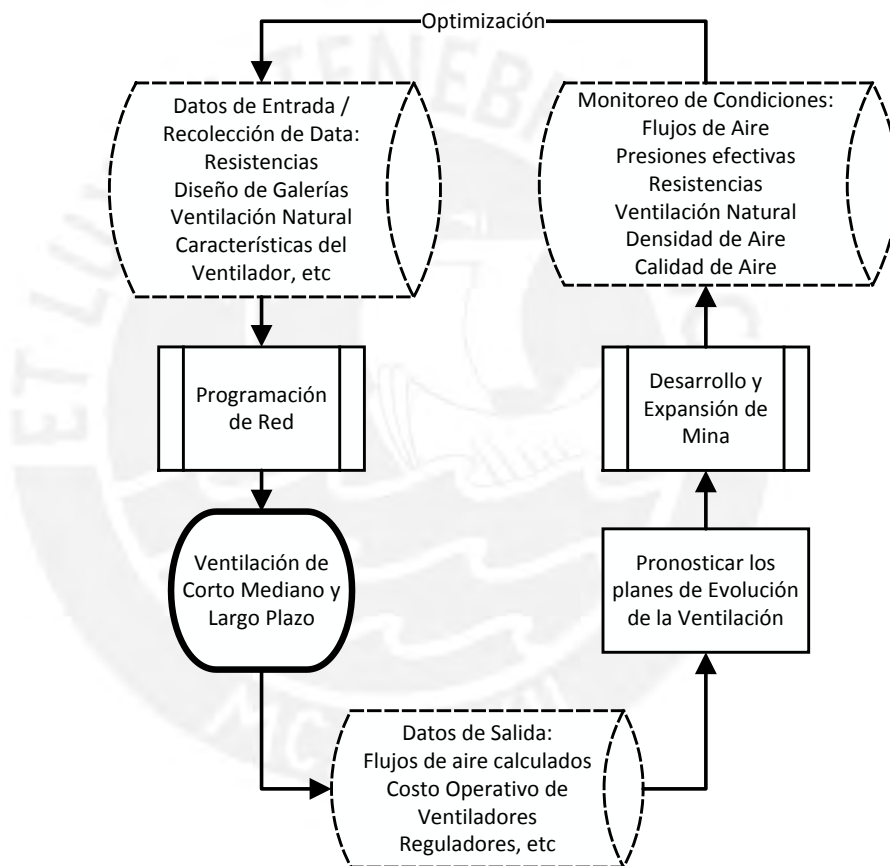 Optimización
Datos de Entrada /
Recolección de Data:
Resistencias
Diseño de Galerías
Ventilación Natural
Características del
Ventilador, etc
Programación
de Red
Ventilación de
Corto Mediano y
Largo Plazo
Datos de Salida:
Flujos de aire calculados
Costo Operativo de
Ventiladores
Reguladores, etc
Pronosticar los
planes de Evolución
de la Ventilación
Desarrollo y
Expansión de
Mina
Monitoreo de Condiciones:
Flujos de Aire
Presiones efectivas
Resistencias
Ventilación Natural
Densidad de Aire
Calidad de Aire